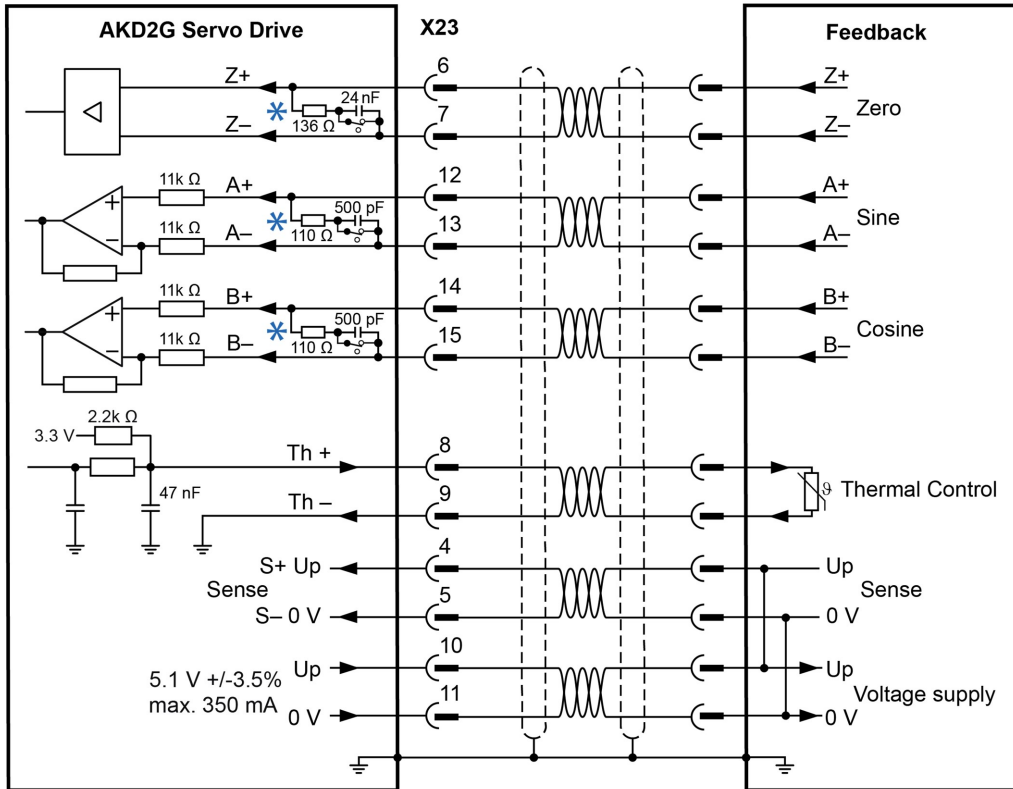 AKD2G Servo Drive
X23
Feedback
Z+
6
Z+
24 nF
*
136 Ω
Zero
Z–
7
Z–
11k Ω
A+
12
A+
500 pF
*
110 Ω
Sine
11k Ω
A–
13
A–
+
–
11k Ω
B+
14
B+
500 pF
*
110 Ω
Cosine
11k Ω
B–
15
B–
+
–
2.2k Ω
3.3 V
Th +
8
47 nF
ϑ Thermal Control
Th –
9
S+ Up
4
Up
Sense
Sense
S– 0 V
5
0 V
Up
10
Up
5.1 V +/-3.5%
max. 350 mA
Voltage supply
0 V
11
0 V